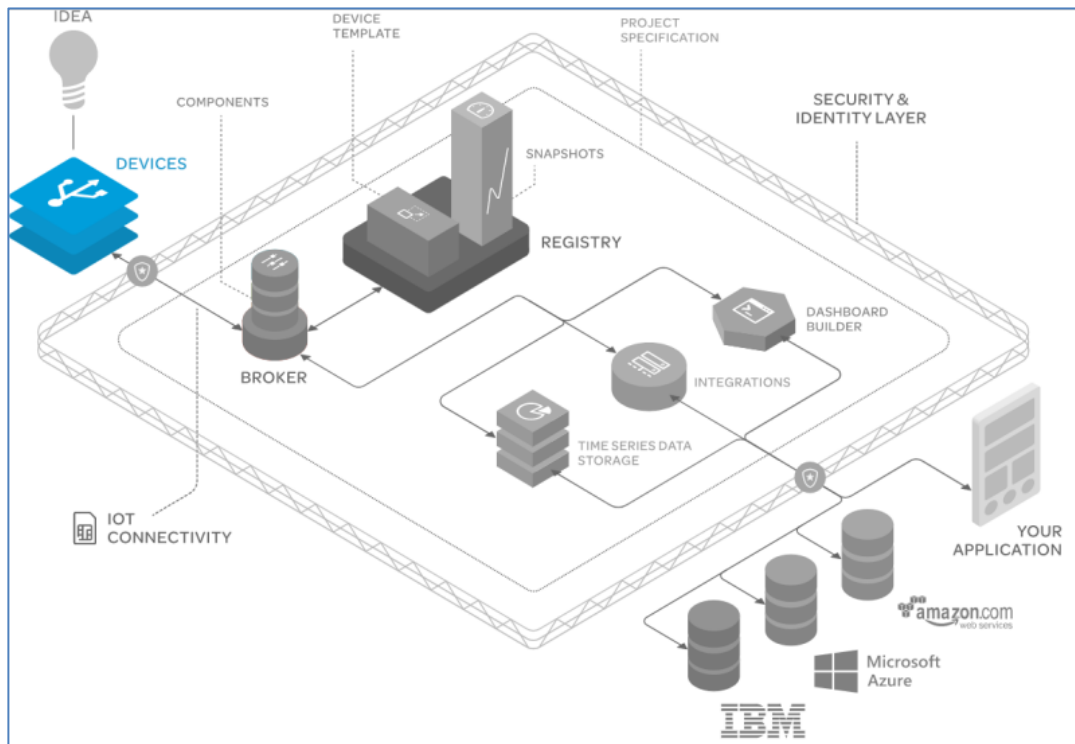 IDEA
DEVICE
TEMPLATE
PROJECT
SPECIFICATION
COMPONENTS
SECURITY &
IDENTITY LAYER
DEVICES
SNAPSHOTS
REGISTRY
DASHBOARD
BUILDER
BROKER
INTEGRATIONS
TIME SERIES DATA
STORAGE
IOT
CONNECTIVITY
YOUR
APPLICATION
amazon.com
web services
Microsoft
Azure
IBM